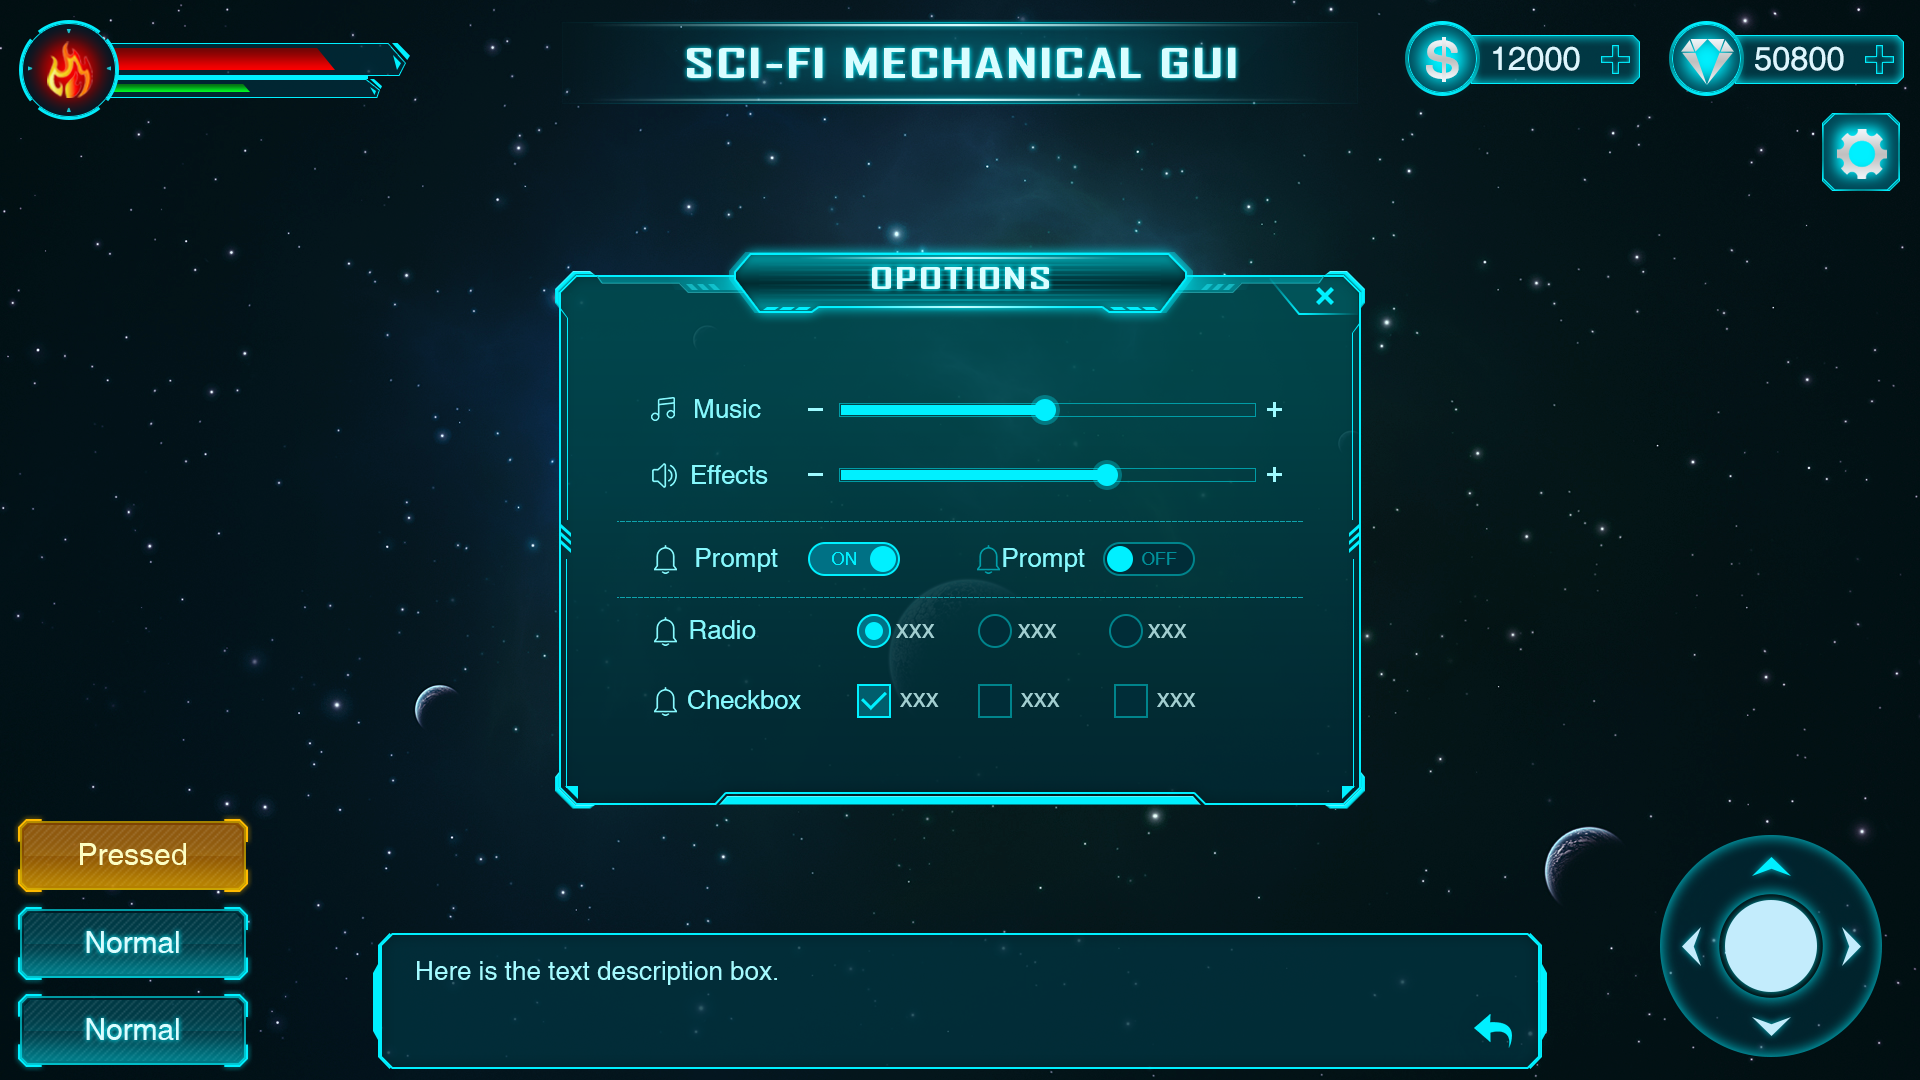 SCI-FI MECHANICAL GUI
$ 12000 +
50800 +
OPOTIONS
×
Music − +
Effects − +
Prompt ON Prompt OFF
Radio XXX XXX XXX
Checkbox XXX XXX XXX
Pressed
Normal
Normal
Here is the text description box.